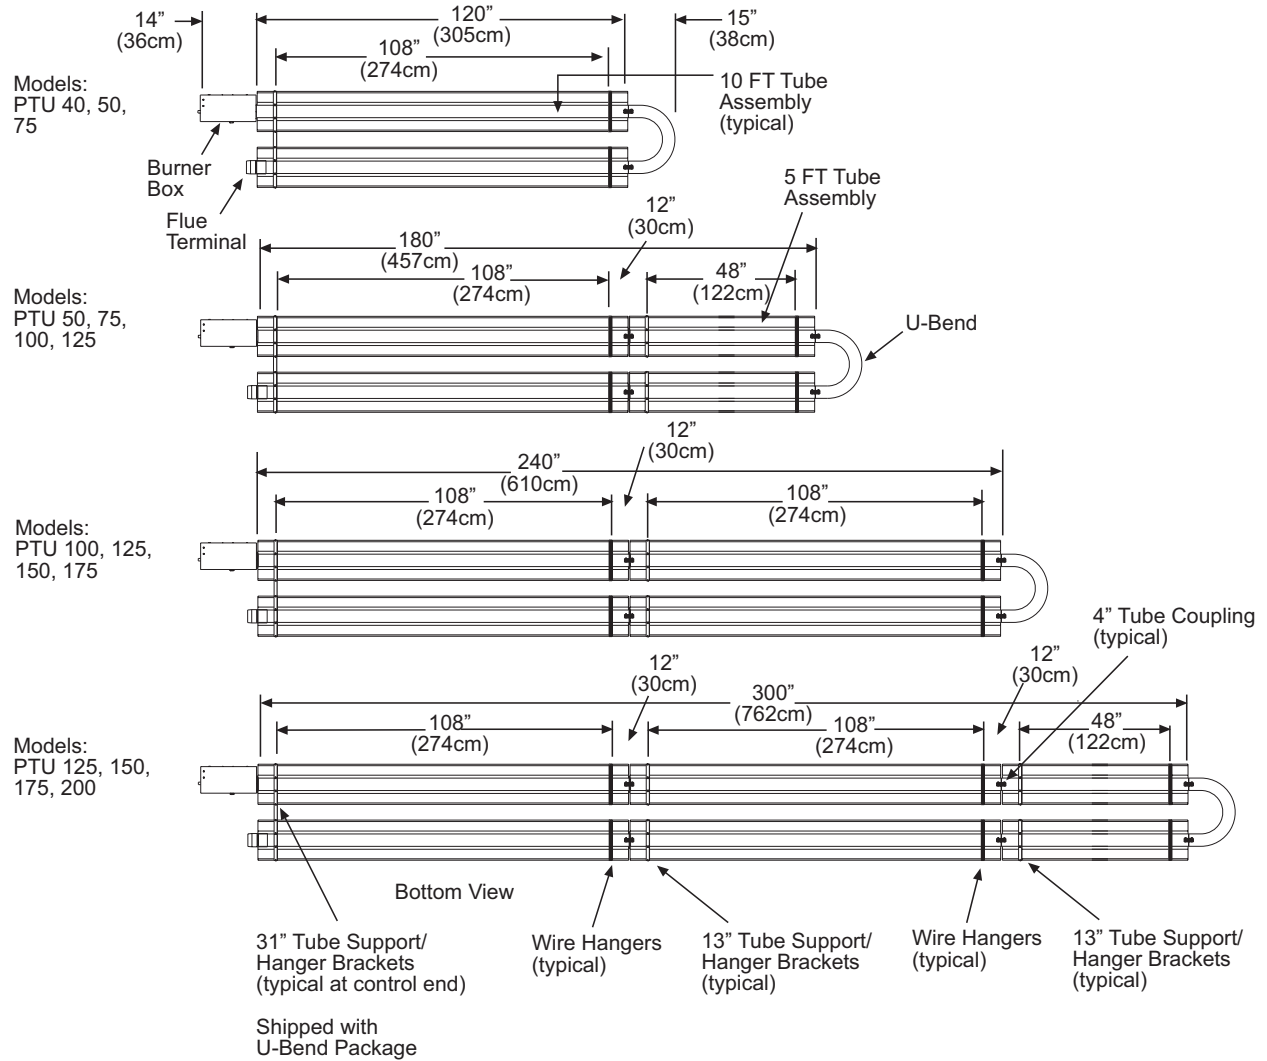 14”
(36cm)
120”
(305cm)
15”
(38cm)
108”
(274cm)
Models:
PTU 40, 50,
75
10 FT Tube
Assembly
(typical)
Burner
Box
Flue
Terminal
5 FT Tube
Assembly
12”
(30cm)
180”
(457cm)
108”
(274cm)
48”
(122cm)
Models:
PTU 50, 75,
100, 125
U-Bend
12”
(30cm)
240”
(610cm)
108”
(274cm)
108”
(274cm)
Models:
PTU 100, 125,
150, 175
4” Tube Coupling
(typical)
12”
(30cm)
12”
(30cm)
300”
(762cm)
108”
(274cm)
108”
(274cm)
48”
(122cm)
Models:
PTU 125, 150,
175, 200
Bottom View
31” Tube Support/
Hanger Brackets
(typical at control end)
Shipped with
U-Bend Package
Wire Hangers
(typical)
13” Tube Support/
Hanger Brackets
(typical)
Wire Hangers
(typical)
13” Tube Support/
Hanger Brackets
(typical)